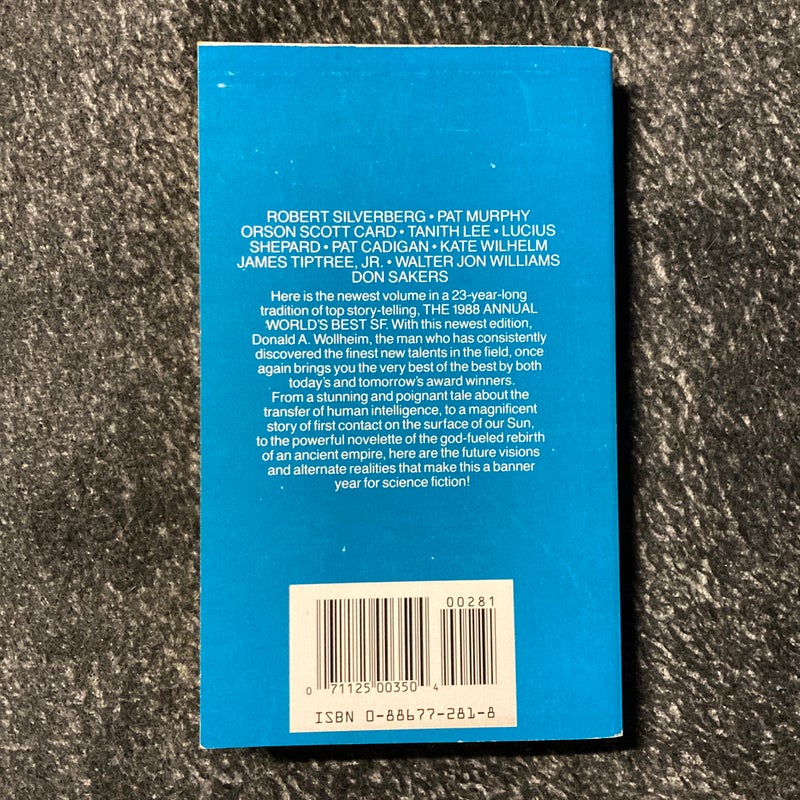 ROBERT SILVERBERG • PAT MURPHY
ORSON SCOTT CARD • TANITH LEE • LUCIUS
SHEPARD • PAT CADIGAN • KATE WILHELM
JAMES TIPTREE, JR. • WALTER JON WILLIAMS
DON SAKERS
Here is the newest volume in a 23-year-long
tradition of top story-telling, THE 1988 ANNUAL
WORLD'S BEST SF. With this newest edition,
Donald A. Wollheim, the man who has consistently
discovered the finest new talents in the field, once
again brings you the very best of the best by both
today's and tomorrow's award winners.
From a stunning and poignant tale about the
transfer of human intelligence, to a magnificent
story of first contact on the surface of our Sun,
to the powerful novelette of the god-fueled rebirth
of an ancient empire, here are the future visions
and alternate realities that make this a banner
year for science fiction!
00281
0 71125 00350 4
ISBN 0-88677-281-8